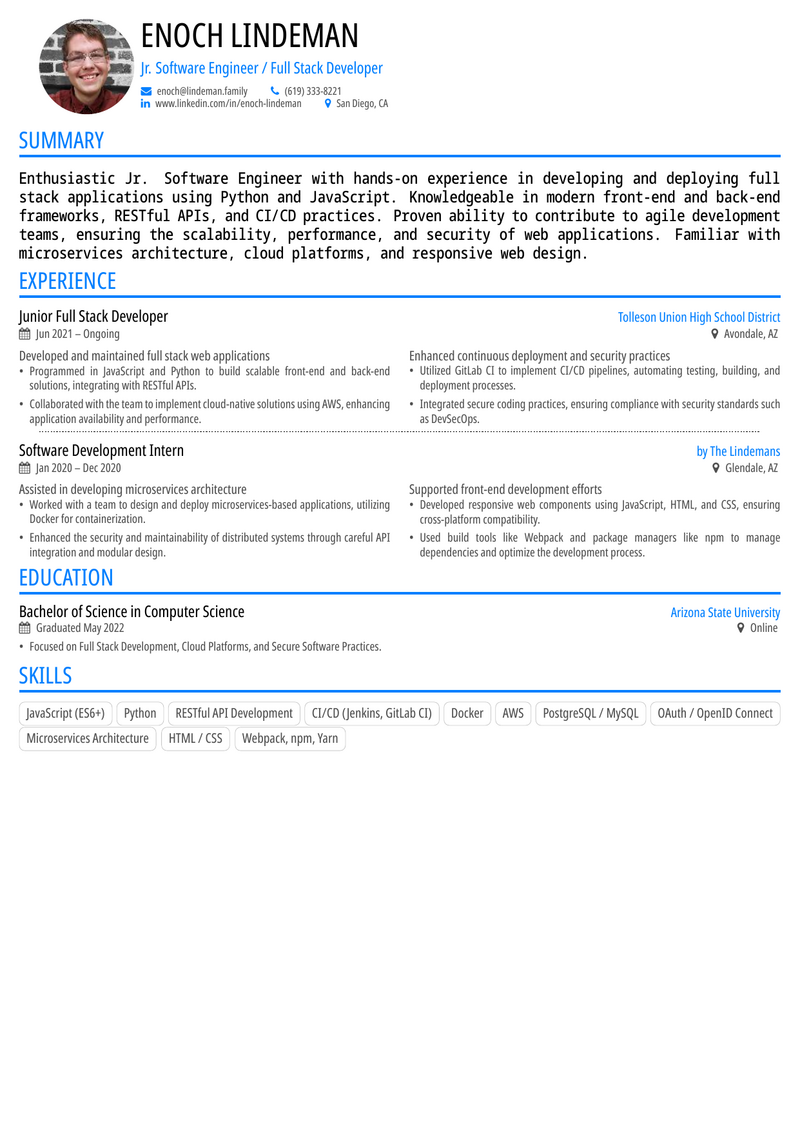 ENOCH LINDEMAN
Jr. Software Engineer / Full Stack Developer
enoch@lindeman.family (619) 333-8221
www.linkedin.com/in/enoch-lindeman San Diego, CA
SUMMARY
Enthusiastic Jr. Software Engineer with hands-on experience in developing and deploying full
stack applications using Python and JavaScript. Knowledgeable in modern front-end and back-end
frameworks, RESTful APIs, and CI/CD practices. Proven ability to contribute to agile development
teams, ensuring the scalability, performance, and security of web applications. Familiar with
microservices architecture, cloud platforms, and responsive web design.
EXPERIENCE
Junior Full Stack Developer Tolleson Union High School District
Jun 2021 – Ongoing Avondale, AZ
Developed and maintained full stack web applications
• Programmed in JavaScript and Python to build scalable front-end and back-end
solutions, integrating with RESTful APIs.
• Collaborated with the team to implement cloud-native solutions using AWS, enhancing
application availability and performance.
Enhanced continuous deployment and security practices
• Utilized GitLab CI to implement CI/CD pipelines, automating testing, building, and
deployment processes.
• Integrated secure coding practices, ensuring compliance with security standards such
as DevSecOps.
Software Development Intern by The Lindemans
Jan 2020 – Dec 2020 Glendale, AZ
Assisted in developing microservices architecture
• Worked with a team to design and deploy microservices-based applications, utilizing
Docker for containerization.
• Enhanced the security and maintainability of distributed systems through careful API
integration and modular design.
Supported front-end development efforts
• Developed responsive web components using JavaScript, HTML, and CSS, ensuring
cross-platform compatibility.
• Used build tools like Webpack and package managers like npm to manage
dependencies and optimize the development process.
EDUCATION
Bachelor of Science in Computer Science Arizona State University
Graduated May 2022 Online
• Focused on Full Stack Development, Cloud Platforms, and Secure Software Practices.
SKILLS
JavaScript (ES6+) Python RESTful API Development CI/CD (Jenkins, GitLab CI) Docker AWS PostgreSQL / MySQL OAuth / OpenID Connect
Microservices Architecture HTML / CSS Webpack, npm, Yarn